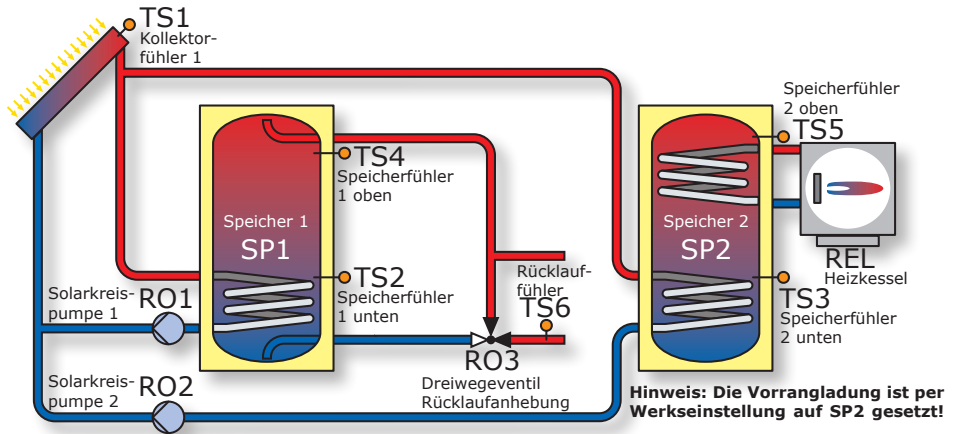 TS1
Kollektor-
fühler 1
Speicherfühler
2 oben
TS5
TS4
Speicherfühler
1 oben
Speicher 1
SP1
Speicher 2
SP2
REL
Heizkessel
TS2
Speicherfühler
1 unten
Rücklauf-
fühler
TS6
TS3
Speicherfühler
2 unten
Solarkreis-
pumpe 1
RO1
RO3
Dreiwegeventil
Rücklaufanhebung
Solarkreis-
pumpe 2
RO2
Hinweis: Die Vorrangladung ist per
Werkseinstellung auf SP2 gesetzt!